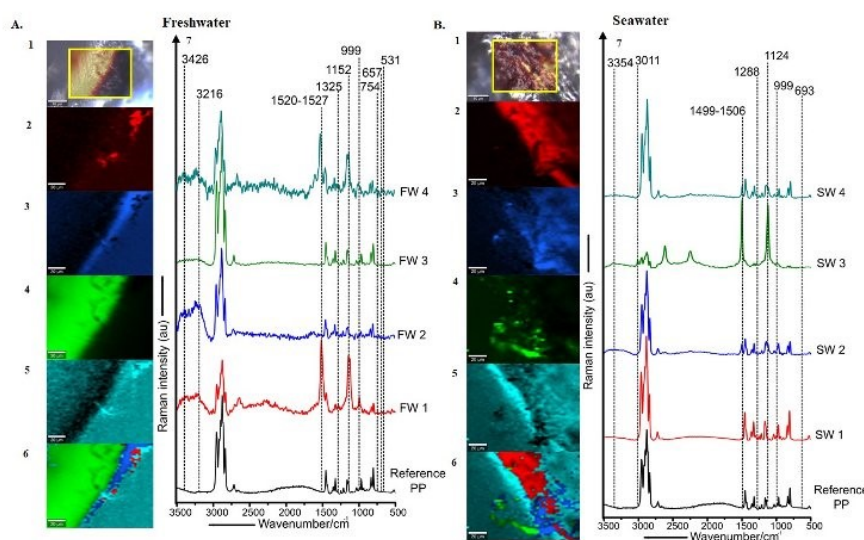 A.
Freshwater
1
2
3
4
5
6
7
3426
3216
1520-1527
1325
1152
999
754
657
531
FW 4
FW 3
FW 2
FW 1
Reference
PP
Raman intensity (au)
3500 3000 2500 2000 1500 1000 500
Wavenumber/cm
B.
Seawater
1
2
3
4
5
6
7
3354
3011
1499-1506
1288
1124
999
693
SW 4
SW 3
SW 2
SW 1
Reference
PP
Raman intensity (au)
3500 3000 2500 2000 1500 1000 500
Wavenumber/cm